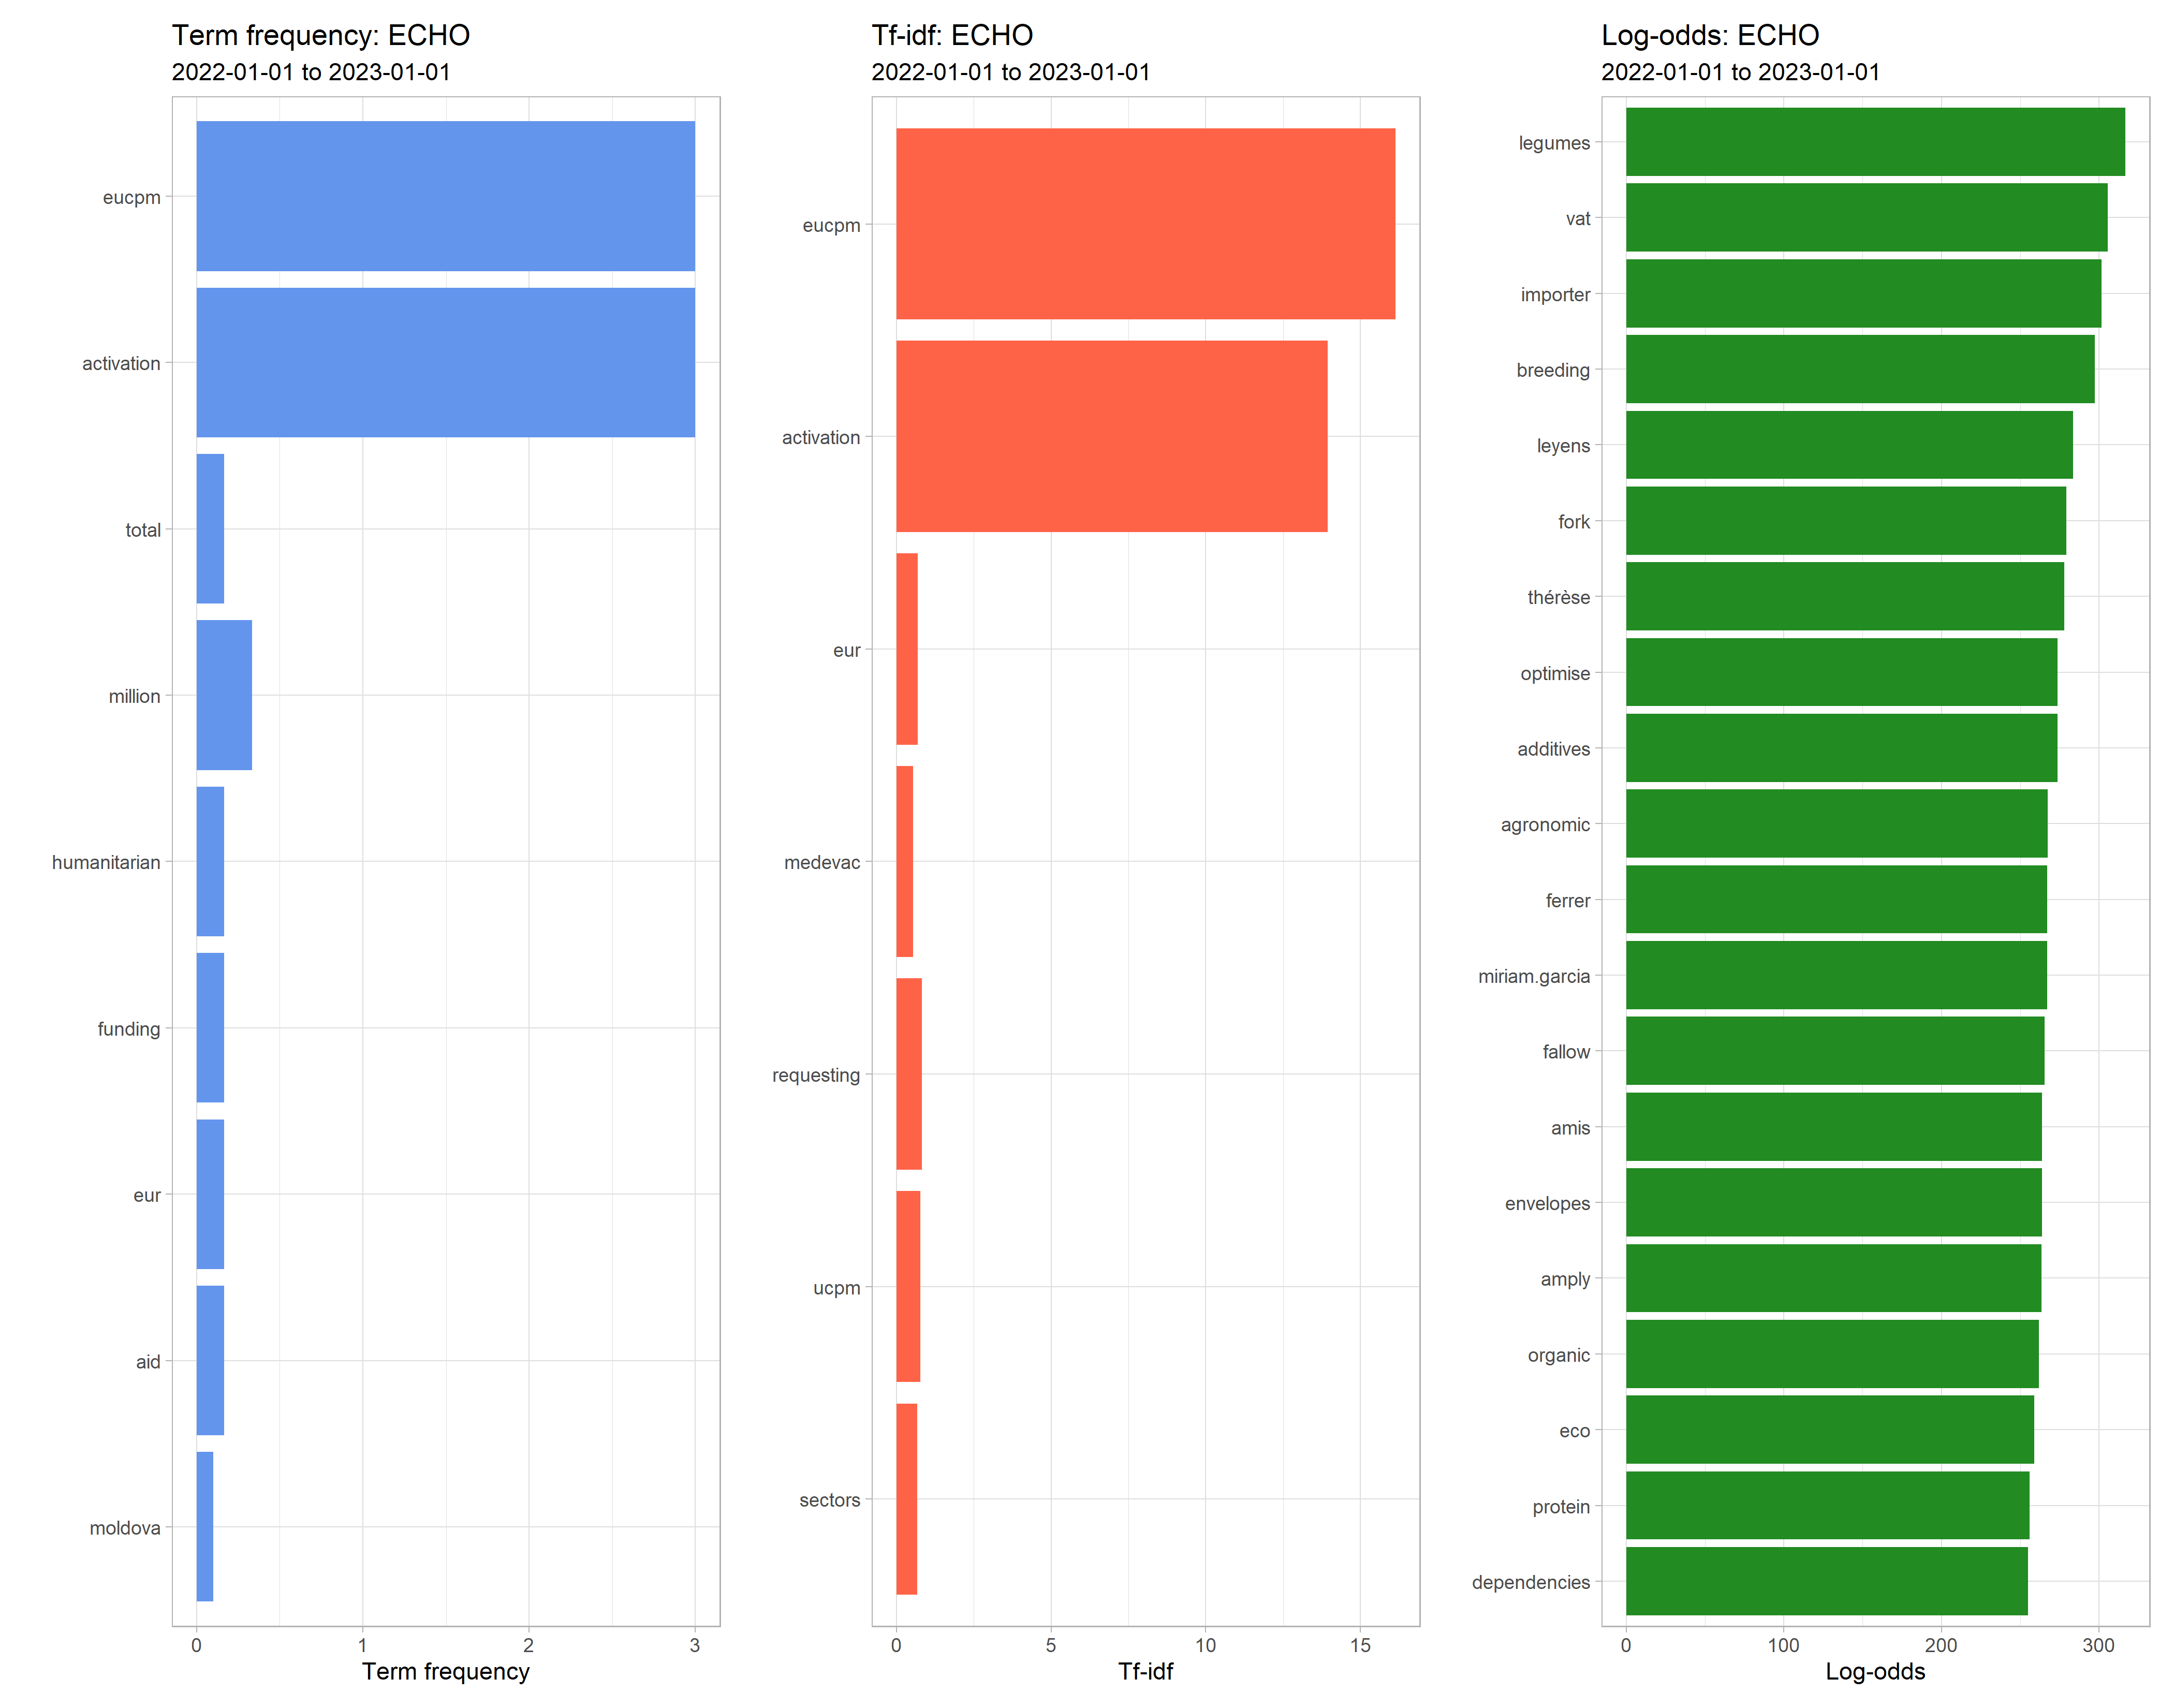 Term frequency: ECHO
2022-01-01 to 2023-01-01
eucpm
activation
total
million
humanitarian
funding
eur
aid
moldova
0 1 2 3
Term frequency
Tf-idf: ECHO
2022-01-01 to 2023-01-01
eucpm
activation
eur
medevac
requesting
ucpm
sectors
0 5 10 15
Tf-idf
Log-odds: ECHO
2022-01-01 to 2023-01-01
legumes
vat
importer
breeding
leyens
fork
thérèse
optimise
additives
agronomic
ferrer
miriam.garcia
fallow
amis
envelopes
amply
organic
eco
protein
dependencies
0 100 200 300
Log-odds